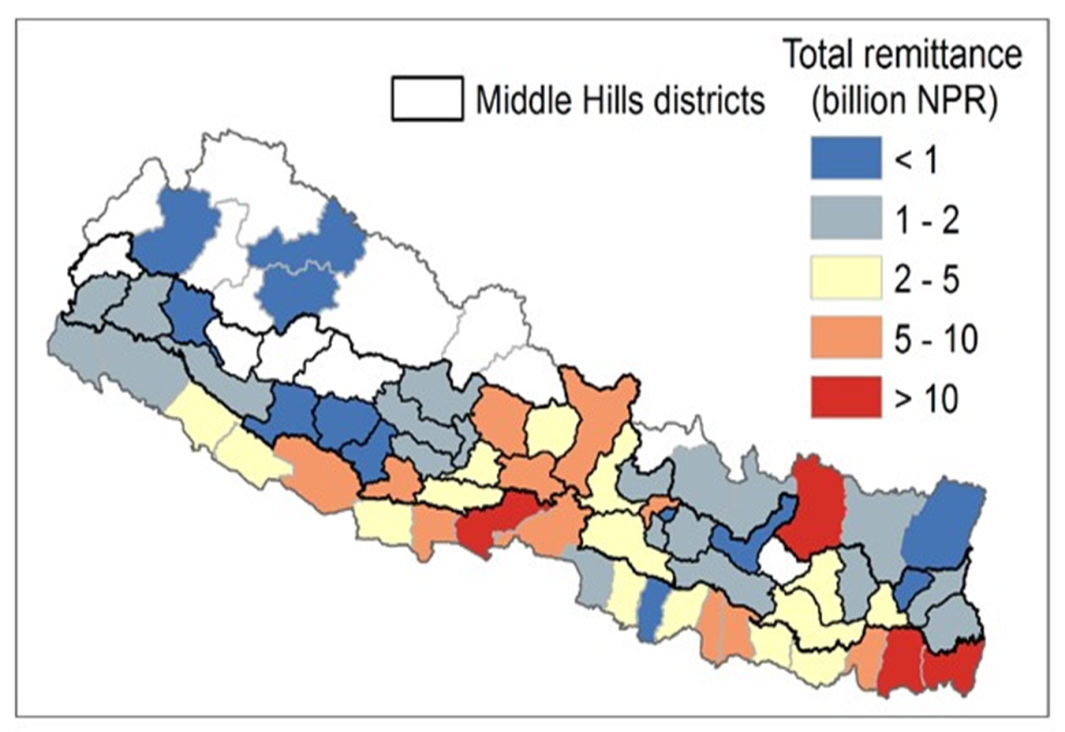 Total remittance
(billion NPR)
Middle Hills districts
< 1
1 - 2
2 - 5
5 - 10
> 10